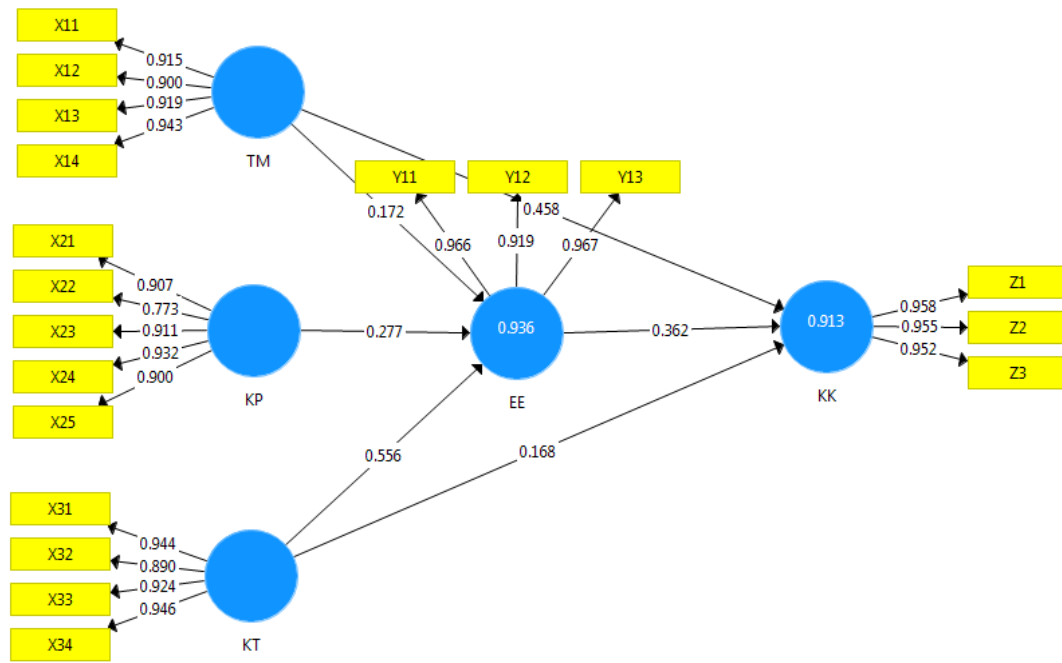 X11
X12
X13
X14
0.915
0.900
0.919
0.943
TM
Y11
Y12
Y13
0.172
0.458
0.966
0.919
0.967
X21
X22
X23
X24
X25
0.907
0.773
0.911
0.932
0.900
KP
0.277
0.936
EE
0.362
0.913
KK
Z1
Z2
Z3
0.958
0.955
0.952
0.556
0.168
X31
X32
X33
X34
0.944
0.890
0.924
0.946
KT